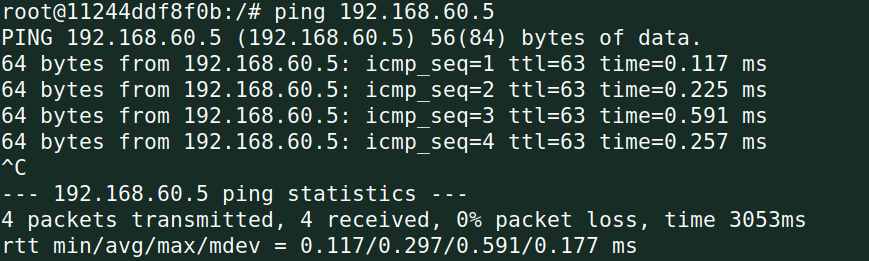 root@11244ddf8f0b:/# ping 192.168.60.5
PING 192.168.60.5 (192.168.60.5) 56(84) bytes of data.
64 bytes from 192.168.60.5: icmp_seq=1 ttl=63 time=0.117 ms
64 bytes from 192.168.60.5: icmp_seq=2 ttl=63 time=0.225 ms
64 bytes from 192.168.60.5: icmp_seq=3 ttl=63 time=0.591 ms
64 bytes from 192.168.60.5: icmp_seq=4 ttl=63 time=0.257 ms
^C
--- 192.168.60.5 ping statistics ---
4 packets transmitted, 4 received, 0% packet loss, time 3053ms
rtt min/avg/max/mdev = 0.117/0.297/0.591/0.177 ms